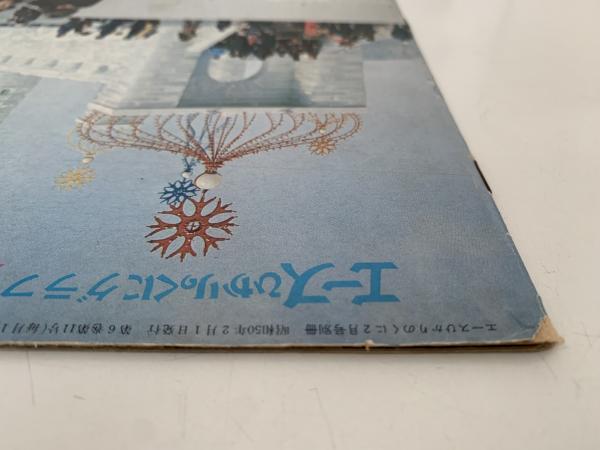 エースひかりのくに2月号別冊 昭和50年2月1日発行 第6巻第11号(毎月1
エースひかりのくにグラフ